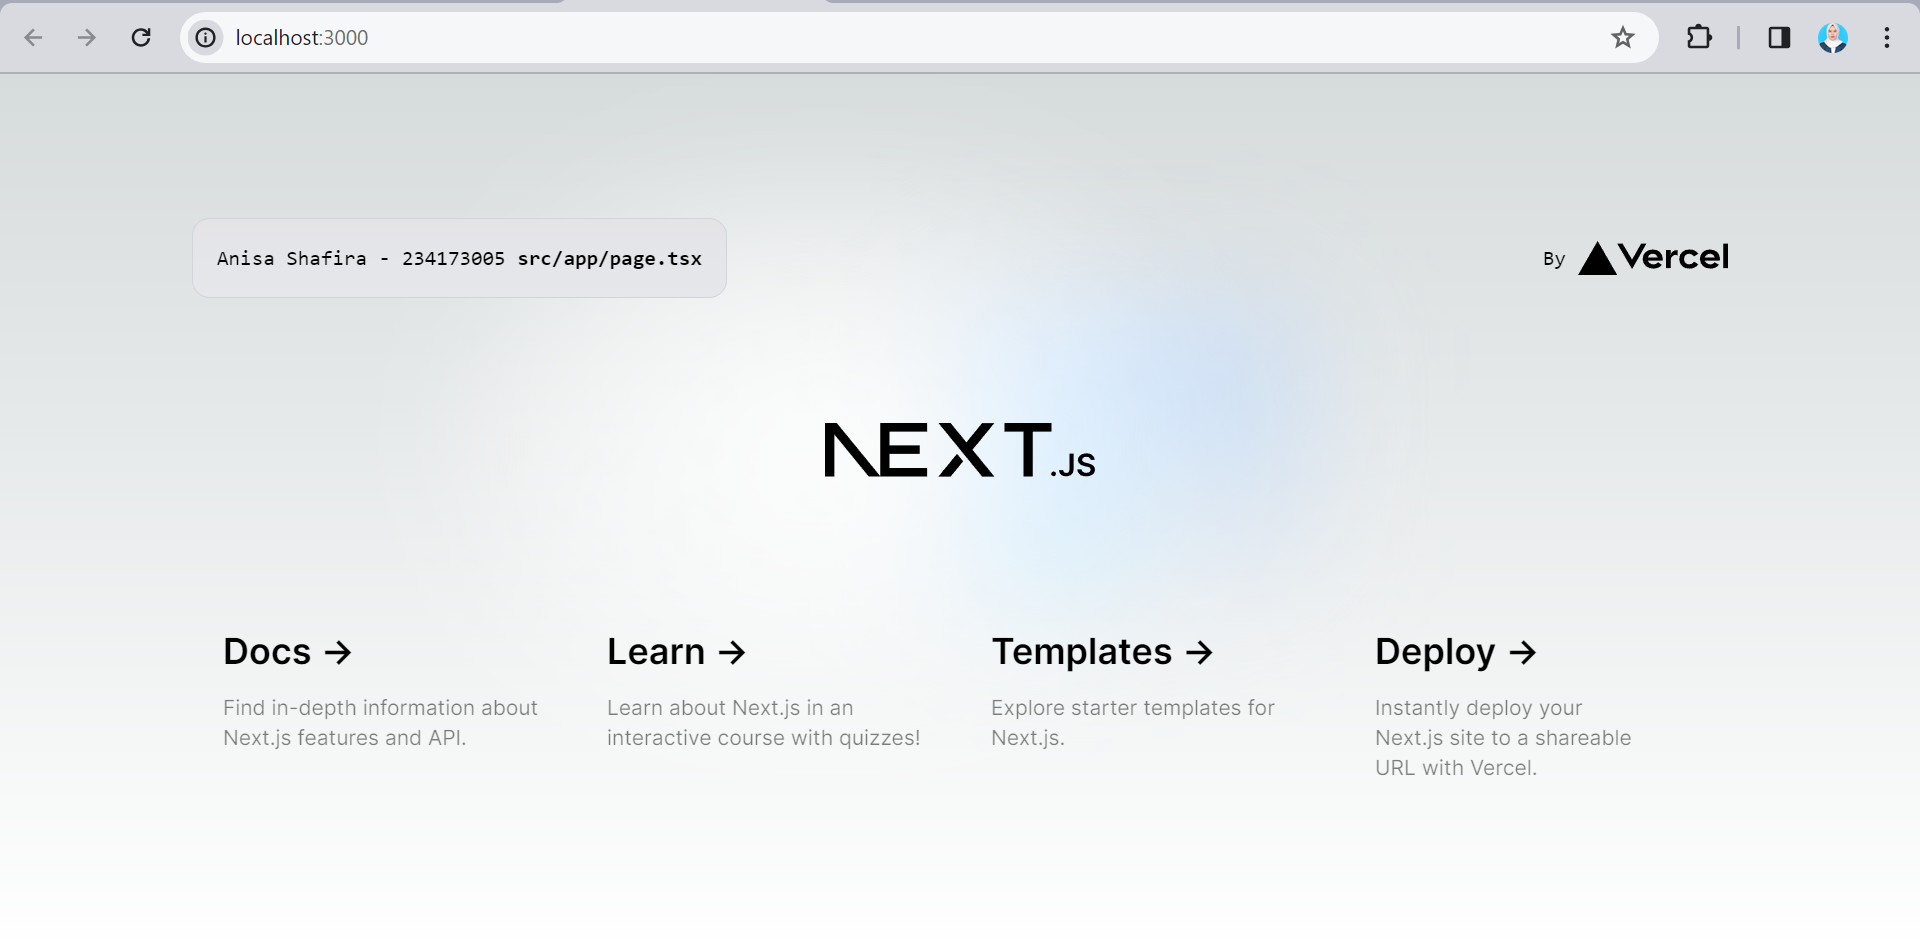 localhost:3000
Anisa Shafira - 234173005 src/app/page.tsx
By Vercel
NEXT.JS
Docs →
Find in-depth information about
Next.js features and API.
Learn →
Learn about Next.js in an
interactive course with quizzes!
Templates →
Explore starter templates for
Next.js.
Deploy →
Instantly deploy your
Next.js site to a shareable
URL with Vercel.